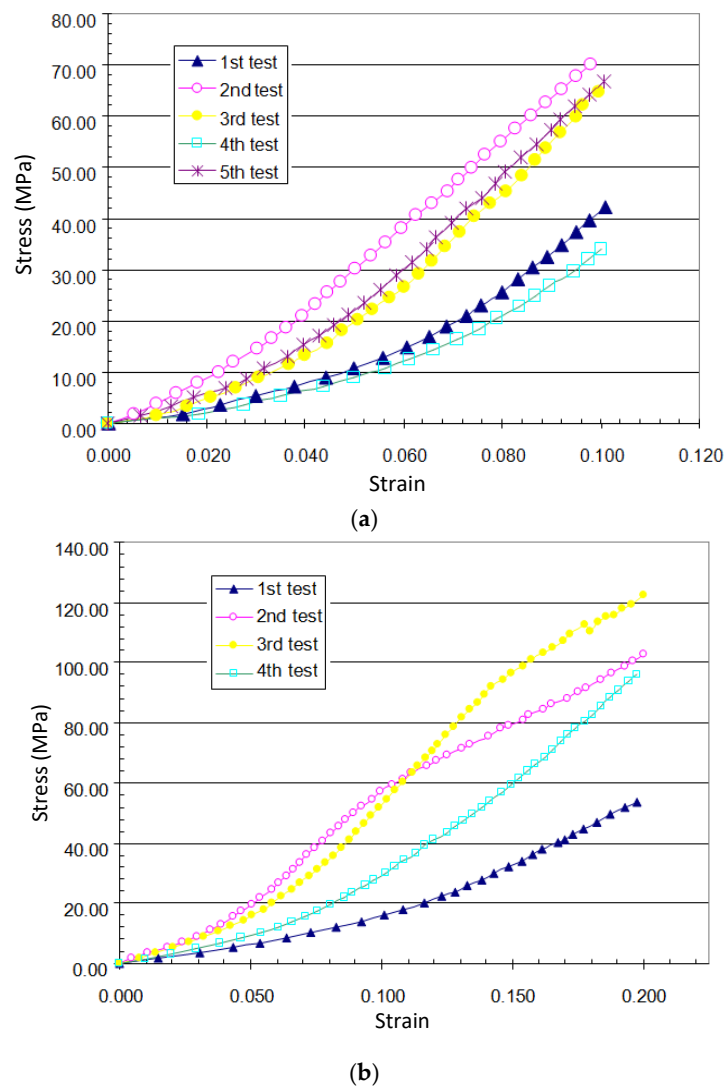 80.00
70.00
60.00
50.00
40.00
30.00
20.00
10.00
0.00
Stress (MPa)
1st test
2nd test
3rd test
4th test
5th test
0.000 0.020 0.040 0.060 0.080 0.100 0.120
Strain
(a)
140.00
120.00
100.00
80.00
60.00
40.00
20.00
0.00
Stress (MPa)
1st test
2nd test
3rd test
4th test
0.000 0.050 0.100 0.150 0.200
Strain
(b)